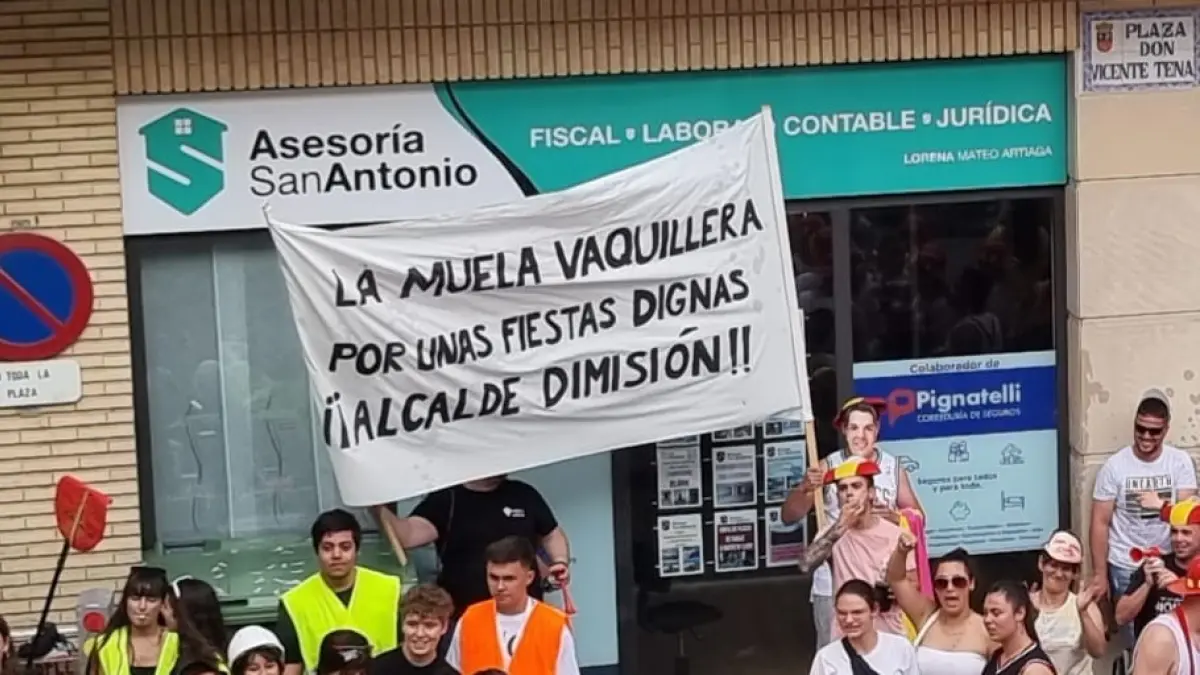 PLAZA
DON
VICENTE TENA
Asesoría
SanAntonio
FISCAL · LABORA CONTABLE · JURÍDICA
LORENA MATEO ARTIAGA
LA MUELA VAQUILLERA
POR UNAS FIESTAS DIGNAS
¡¡ALCALDE DIMISIÓN!!
TODA LA
PLAZA
Colaborador de
Pignatelli
CORREDURÍA DE SEGUROS
Seguros para todos
y para todo.